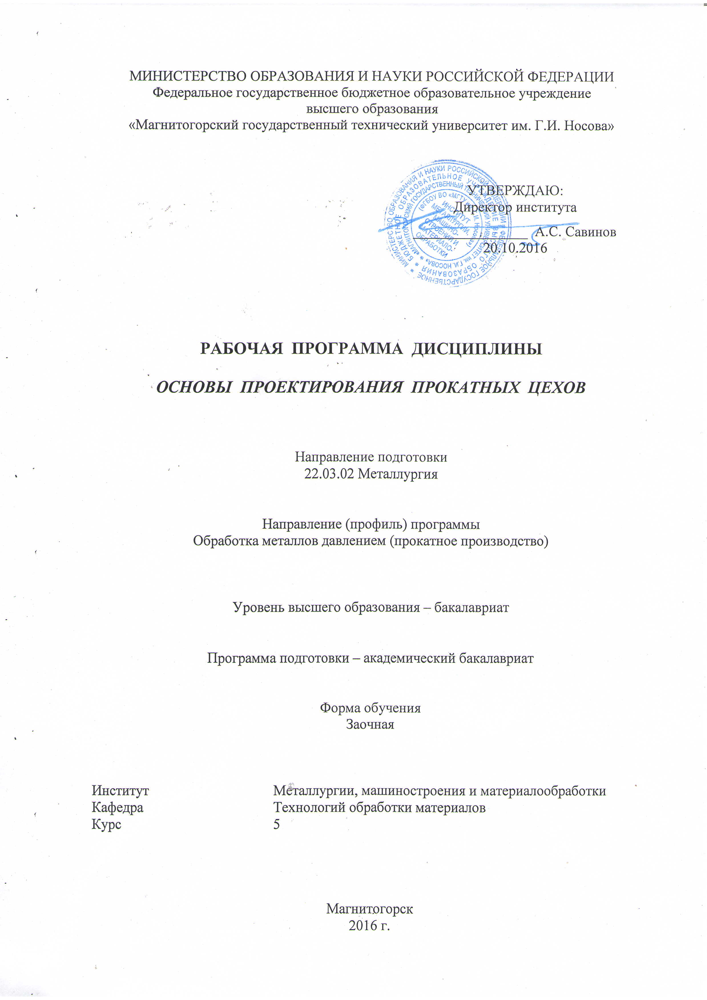 МИНИСТЕРСТВО ОБРАЗОВАНИЯ И НАУКИ РОССИЙСКОЙ ФЕДЕРАЦИИ
Федеральное государственное бюджетное образовательное учреждение
высшего образования
«Магнитогорский государственный технический университет им. Г.И. Носова»
УТВЕРЖДАЮ:
Директор института
А.С. Савинов
20.10.2016
МИНИСТЕРСТВО ОБРАЗОВАНИЯ И НАУКИ РОССИЙСКОЙ ФЕДЕРАЦИИ * ФЕДЕРАЛЬНОЕ ГОСУДАРСТВЕННОЕ *
БЮДЖЕТНОЕ ОБРАЗОВАТЕЛЬНОЕ УЧРЕЖДЕНИЕ ВЫСШЕГО ОБРАЗОВАНИЯ *
«МАГНИТОГОРСКИЙ ГОСУДАРСТВЕННЫЙ ТЕХНИЧЕСКИЙ УНИВЕРСИТЕТ им. Г.И. НОСОВА» *
(ФГБОУ ВО «МГТУ им. Г.И. Носова»)
ИНСТИТУТ
МЕТАЛЛУРГИИ,
МАШИНО-
СТРОЕНИЯ И
МАТЕРИАЛО-
ОБРАБОТКИ
РАБОЧАЯ ПРОГРАММА ДИСЦИПЛИНЫ
ОСНОВЫ ПРОЕКТИРОВАНИЯ ПРОКАТНЫХ ЦЕХОВ
Направление подготовки
22.03.02 Металлургия
Направление (профиль) программы
Обработка металлов давлением (прокатное производство)
Уровень высшего образования – бакалавриат
Программа подготовки – академический бакалавриат
Форма обучения
Заочная
Институт Металлургии, машиностроения и материалообработки
Кафедра Технологий обработки материалов
Курс 5
Магнитогорск
2016 г.